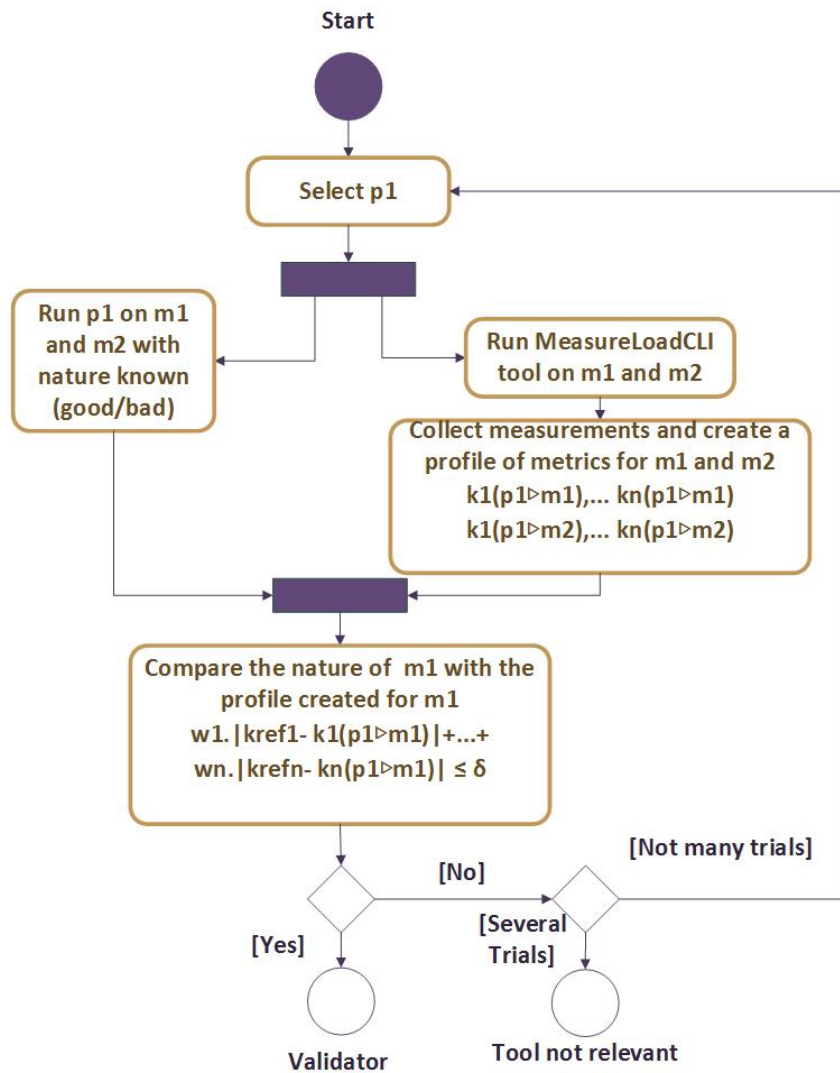 Start
Select p1
Run p1 on m1
and m2 with
nature known
(good/bad)
Run MeasureLoadCLI
tool on m1 and m2
Collect measurements and create a
profile of metrics for m1 and m2
k1(p1▹m1),... kn(p1▹m1)
k1(p1▹m2),... kn(p1▹m2)
Compare the nature of  m1 with the
profile created for m1
w1.|kref1- k1(p1▹m1)|+...+
wn.|krefn- kn(p1▹m1)| ≤ δ
[Not many trials]
[No]
[Several
Trials]
[Yes]
Validator
Tool not relevant